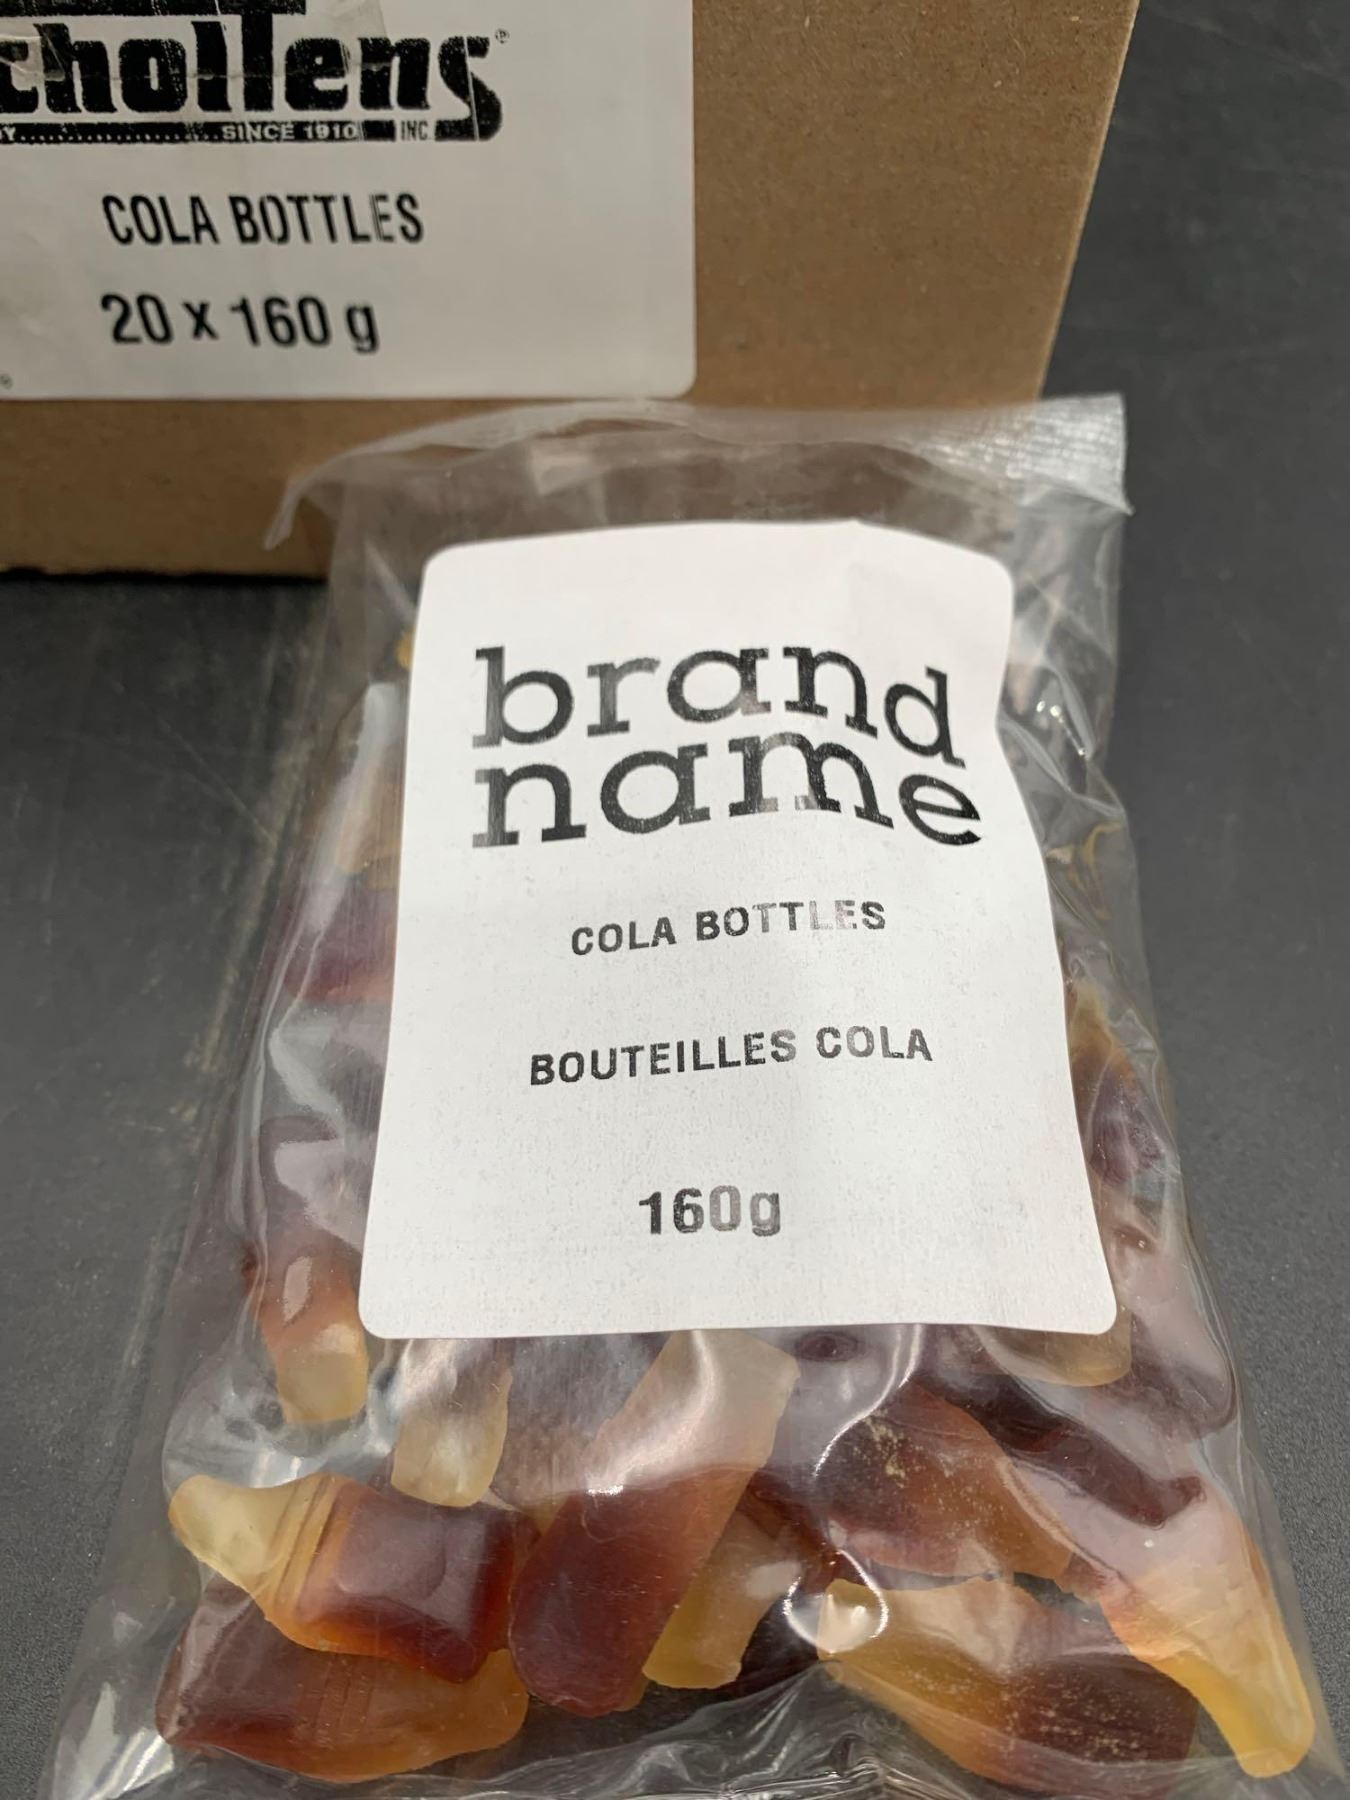 cholTens®
SINCE 1910 INC
COLA BOTTLES
20 x 160 g
brand
name
COLA BOTTLES
BOUTEILLES COLA
160g